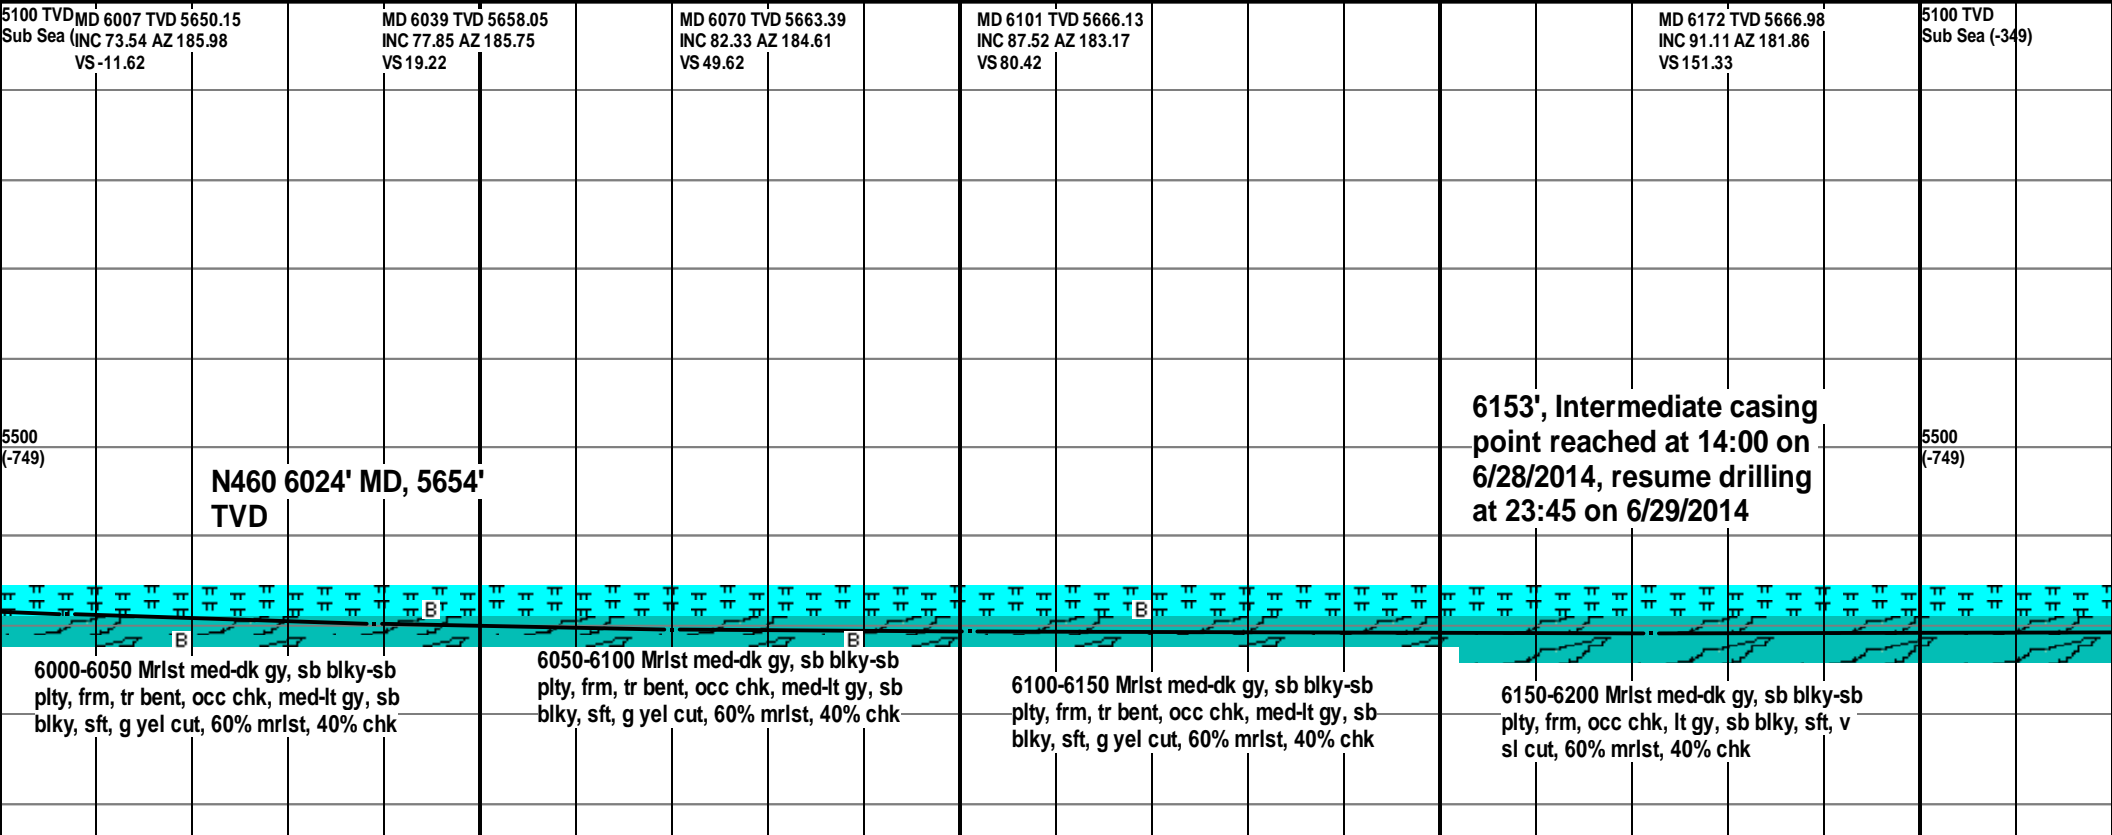 5100 TVD
Sub Sea (
MD 6007 TVD 5650.15
INC 73.54 AZ 185.98
VS -11.62
MD 6039 TVD 5658.05
INC 77.85 AZ 185.75
VS 19.22
MD 6070 TVD 5663.39
INC 82.33 AZ 184.61
VS 49.62
MD 6101 TVD 5666.13
INC 87.52 AZ 183.17
VS 80.42
MD 6172 TVD 5666.98
INC 91.11 AZ 181.86
VS 151.33
5100 TVD
Sub Sea (-349)
5500
(-749)
N460 6024' MD, 5654'
TVD
6153', Intermediate casing
point reached at 14:00 on
6/28/2014, resume drilling
at 23:45 on 6/29/2014
5500
(-749)
B
B
B
B
6000-6050 Mrlst med-dk gy, sb blky-sb
plty, frm, tr bent, occ chk, med-lt gy, sb
blky, sft, g yel cut, 60% mrlst, 40% chk
6050-6100 Mrlst med-dk gy, sb blky-sb
plty, frm, tr bent, occ chk, med-lt gy, sb
blky, sft, g yel cut, 60% mrlst, 40% chk
6100-6150 Mrlst med-dk gy, sb blky-sb
plty, frm, tr bent, occ chk, med-lt gy, sb
blky, sft, g yel cut, 60% mrlst, 40% chk
6150-6200 Mrlst med-dk gy, sb blky-sb
plty, frm, occ chk, lt gy, sb blky, sft, v
sl cut, 60% mrlst, 40% chk